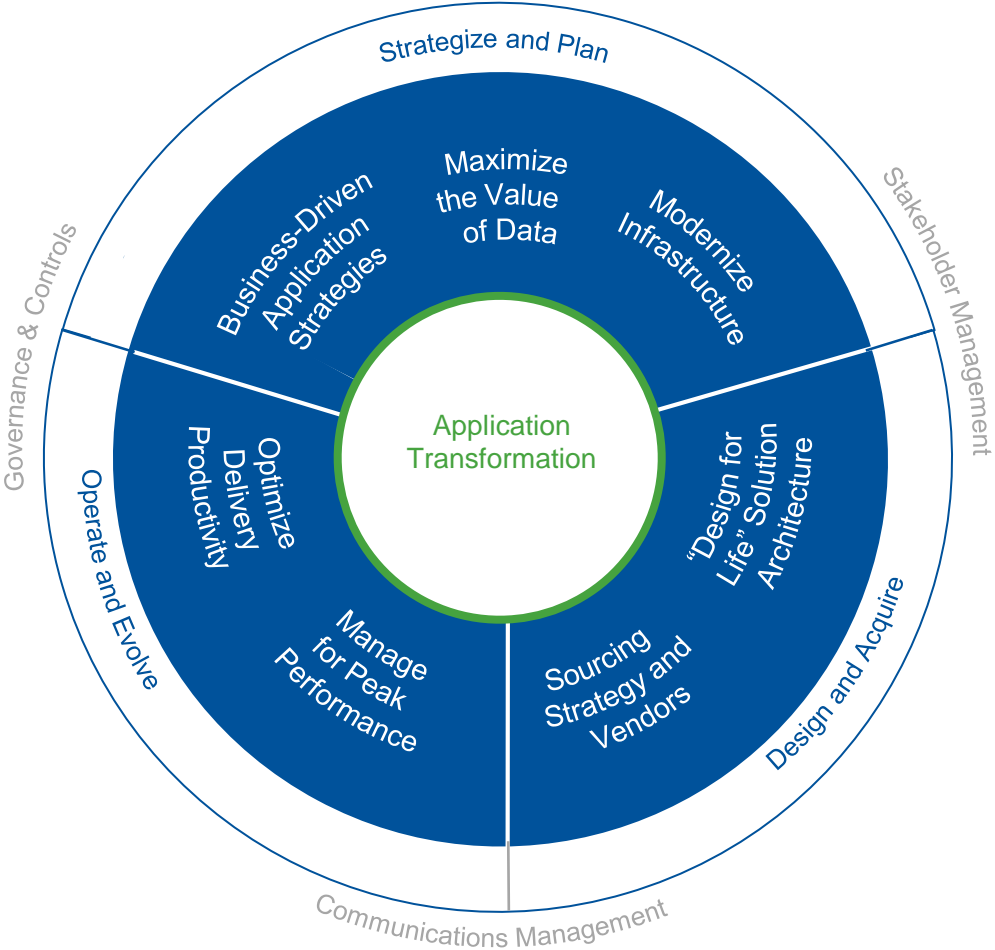 Strategize and Plan
Business-Driven
Application
Strategies
Maximize
the Value
of Data
Modernize
Infrastructure
Stakeholder Management
Governance & Controls
Application
Transformation
Optimize
Delivery
Productivity
“Design for
Life” Solution
Architecture
Operate and Evolve
Manage
for Peak
Performance
Sourcing
Strategy and
Vendors
Design and Acquire
Communications Management